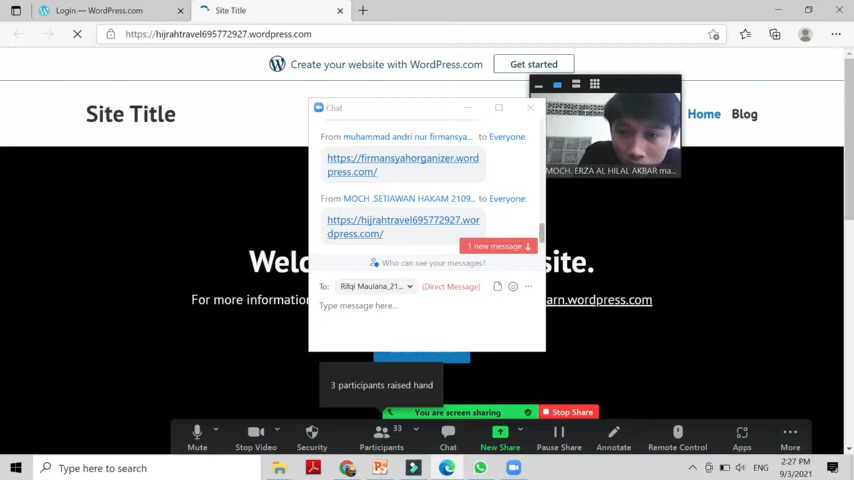 Login — WordPress.com
Site Title
https://hijrahtravel695772927.wordpress.com
Create your website with WordPress.com
Get started
Site Title
Home
Blog
MOCH. ERZA AL HILAL AKBAR ma...
Chat
From muhammad andri nur firmansya... to Everyone:
https://firmansyahorganizer.word
press.com/
From MOCH .SETIAWAN HAKAM 2109... to Everyone:
https://hijrahtravel695772927.wor
dpress.com/
1 new message
Who can see your messages?
To: Rifqi Maulana_21... (Direct Message)
Type message here...
Welc
site.
For more information
arn.wordpress.com
3 participants raised hand
You are screen sharing
Stop Share
33
Mute
Stop Video
Security
Participants
Chat
New Share
Pause Share
Annotate
Remote Control
Apps
More
Type here to search
ENG
2:27 PM
9/3/2021